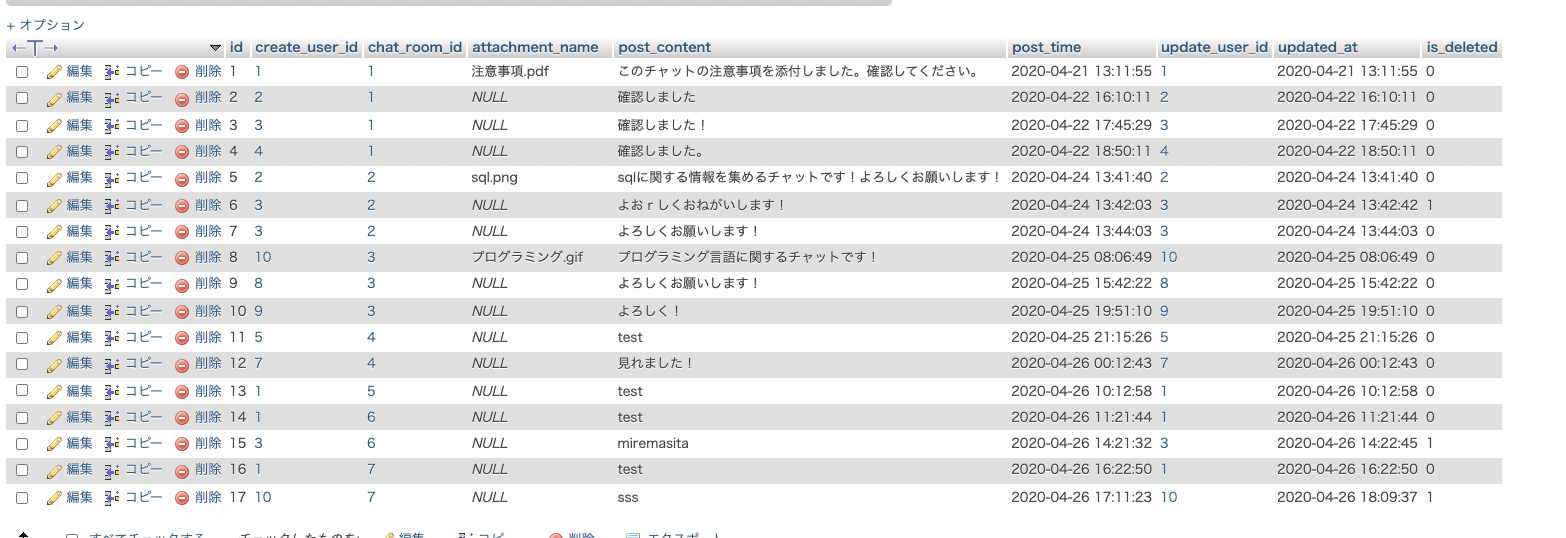 + オプション
←T→ ▼ id create_user_id chat_room_id attachment_name post_content post_time update_user_id updated_at is_deleted
編集 コピー 削除 1 1 1 注意事項.pdf このチャットの注意事項を添付しました。確認してください。 2020-04-21 13:11:55 1 2020-04-21 13:11:55 0
編集 コピー 削除 2 2 1 NULL 確認しました 2020-04-22 16:10:11 2 2020-04-22 16:10:11 0
編集 コピー 削除 3 3 1 NULL 確認しました！ 2020-04-22 17:45:29 3 2020-04-22 17:45:29 0
編集 コピー 削除 4 4 1 NULL 確認しました。 2020-04-22 18:50:11 4 2020-04-22 18:50:11 0
編集 コピー 削除 5 2 2 sql.png sqlに関する情報を集めるチャットです！よろしくお願いします！ 2020-04-24 13:41:40 2 2020-04-24 13:41:40 0
編集 コピー 削除 6 3 2 NULL よおｒしくおねがいします！ 2020-04-24 13:42:03 3 2020-04-24 13:42:42 1
編集 コピー 削除 7 3 2 NULL よろしくお願いします！ 2020-04-24 13:44:03 3 2020-04-24 13:44:03 0
編集 コピー 削除 8 10 3 プログラミング.gif プログラミング言語に関するチャットです！ 2020-04-25 08:06:49 10 2020-04-25 08:06:49 0
編集 コピー 削除 9 8 3 NULL よろしくお願いします！ 2020-04-25 15:42:22 8 2020-04-25 15:42:22 0
編集 コピー 削除 10 9 3 NULL よろしく！ 2020-04-25 19:51:10 9 2020-04-25 19:51:10 0
編集 コピー 削除 11 5 4 NULL test 2020-04-25 21:15:26 5 2020-04-25 21:15:26 0
編集 コピー 削除 12 7 4 NULL 見れました！ 2020-04-26 00:12:43 7 2020-04-26 00:12:43 0
編集 コピー 削除 13 1 5 NULL test 2020-04-26 10:12:58 1 2020-04-26 10:12:58 0
編集 コピー 削除 14 1 6 NULL test 2020-04-26 11:21:44 1 2020-04-26 11:21:44 0
編集 コピー 削除 15 3 6 NULL miremasita 2020-04-26 14:21:32 3 2020-04-26 14:22:45 1
編集 コピー 削除 16 1 7 NULL test 2020-04-26 16:22:50 1 2020-04-26 16:22:50 0
編集 コピー 削除 17 10 7 NULL sss 2020-04-26 17:11:23 10 2020-04-26 18:09:37 1
すべてチェックする チェックしたものを: 編集 コピー 削除 エクスポート